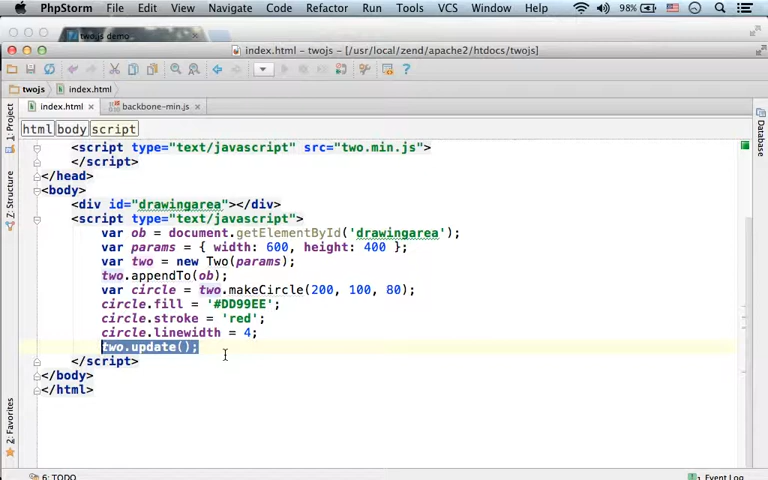 PhpStorm File Edit View Navigate Code Refactor Run Tools VCS Window Help 98%
twojs demo
index.html - twojs - [/usr/local/zend/apache2/htdocs/twojs]
twojs index.html
index.html backbone-min.js
html body script
1: Project
7: Structure
2: Favorites
Database
<script type="text/javascript" src="two.min.js">
</script>
</head>
<body>
<div id="drawingarea"></div>
<script type="text/javascript">
var ob = document.getElementById('drawingarea');
var params = { width: 600, height: 400 };
var two = new Two(params);
two.appendTo(ob);
var circle = two.makeCircle(200, 100, 80);
circle.fill = '#DD99EE';
circle.stroke = 'red';
circle.linewidth = 4;
two.update();
</script>
</body>
</html>
6: TODO